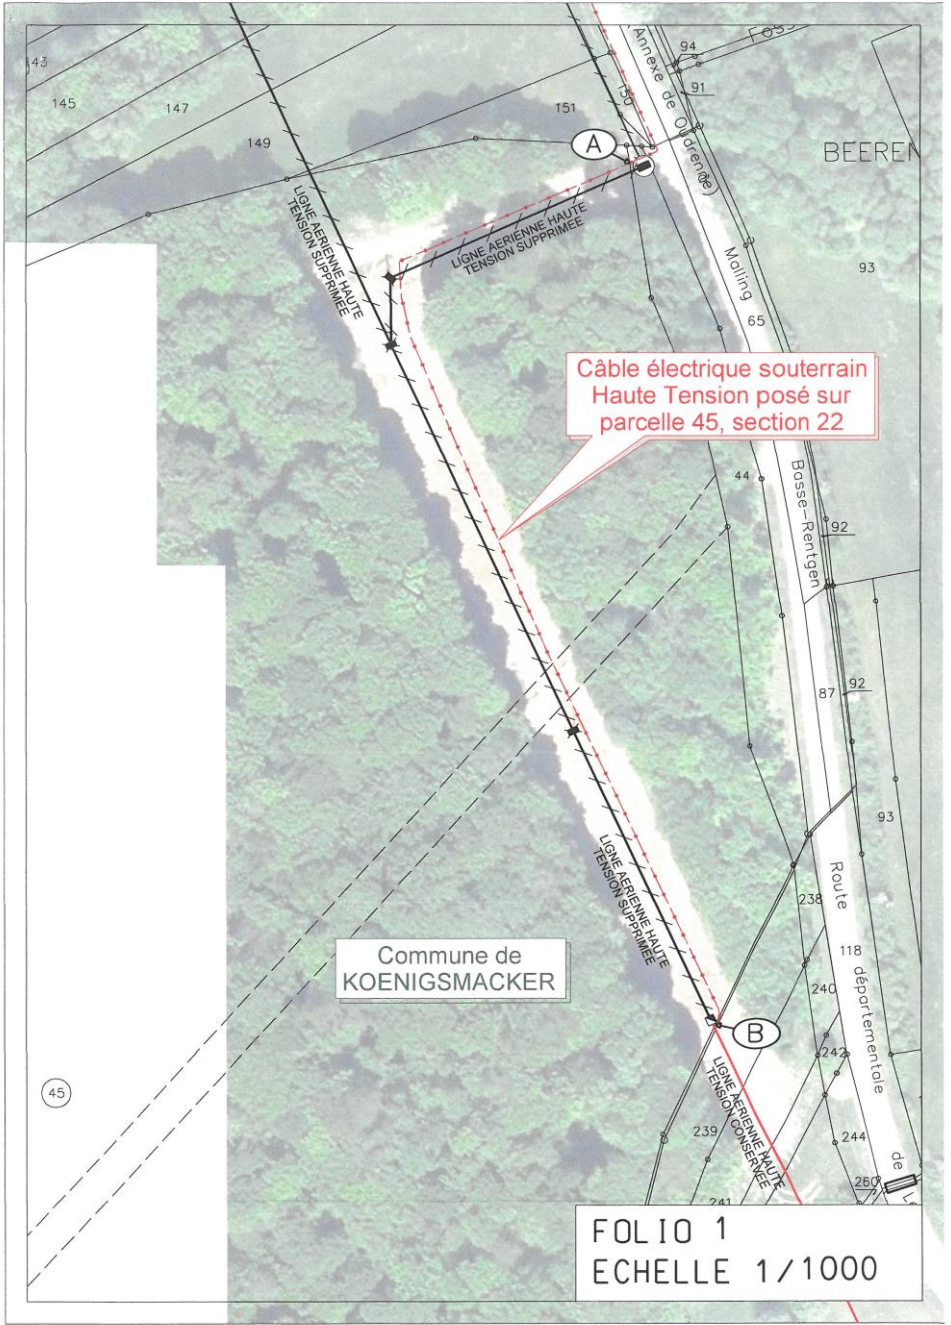 43
145
147
149
151
150
Annexe de Oudrenne)
94
91
BEEREN
A
LIGNE AERIENNE HAUTE
TENSION SUPPRIMEE
LIGNE AERIENNE HAUTE
TENSION SUPPRIMEE
Malling
65
93
Câble électrique souterrain
Haute Tension posé sur
parcelle 45, section 22
44
Basse-Rentgen
92
92
87
93
LIGNE AERIENNE HAUTE
TENSION SUPPRIMEE
238
Route
118
départementale
240
Commune de
KOENIGSMACKER
B
242
45
LIGNE AERIENNE HAUTE
TENSION CONSERVEE
239
244
de
260
241
FOLIO 1
ECHELLE 1/1000